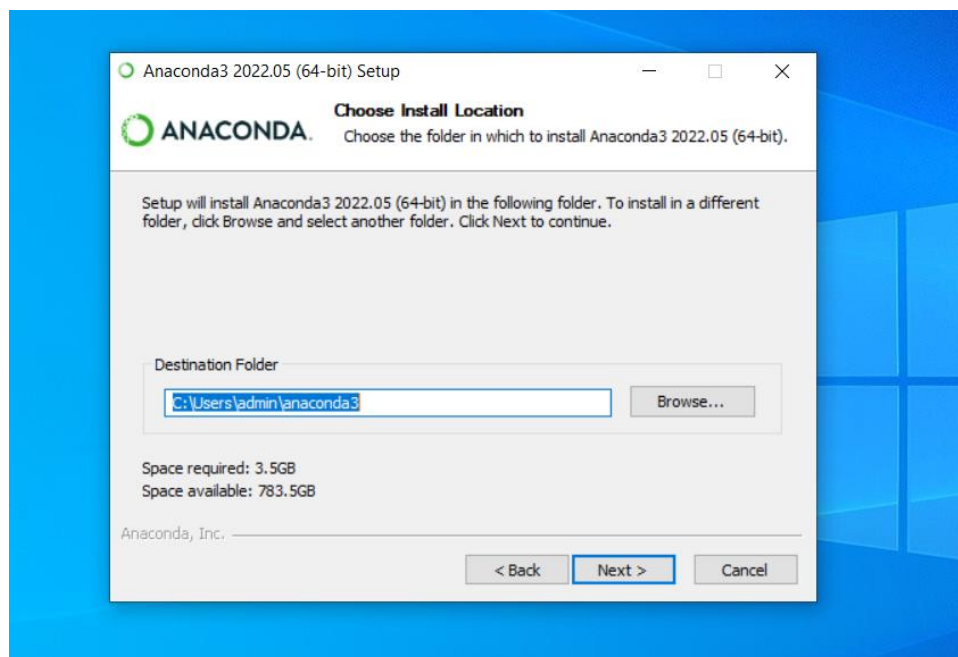 Anaconda3 2022.05 (64-bit) Setup
ANACONDA.
Choose Install Location
Choose the folder in which to install Anaconda3 2022.05 (64-bit).
Setup will install Anaconda3 2022.05 (64-bit) in the following folder. To install in a different
folder, click Browse and select another folder. Click Next to continue.
Destination Folder
C:\Users\admin\anaconda3
Browse...
Space required: 3.5GB
Space available: 783.5GB
Anaconda, Inc.
< Back
Next >
Cancel